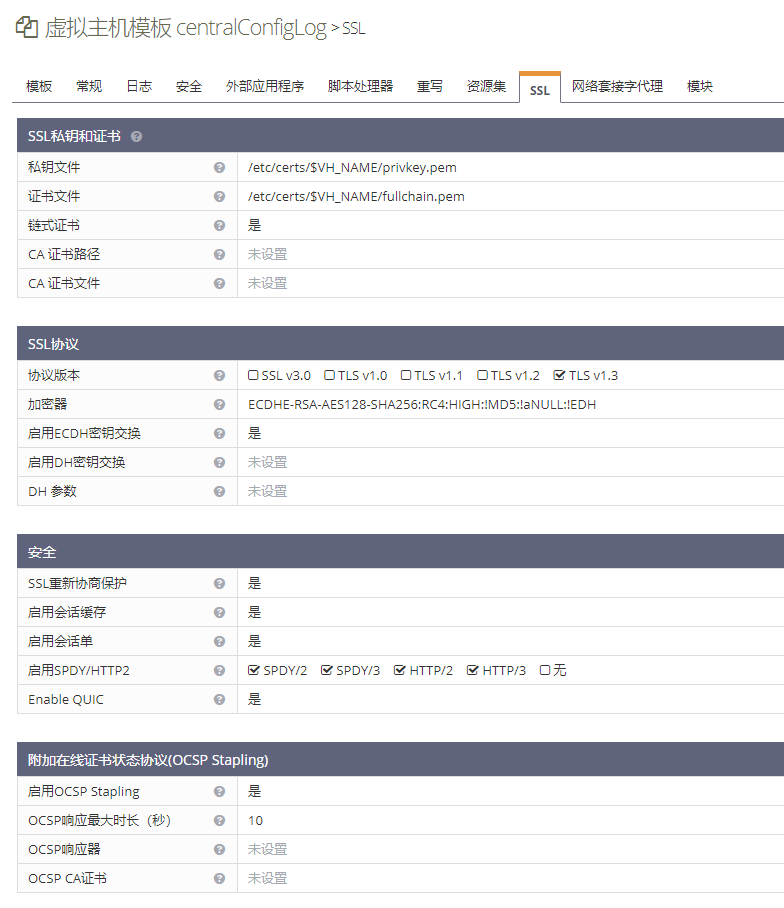 虚拟主机模板 centralConfigLog > SSL
模板 常规 日志 安全 外部应用程序 脚本处理器 重写 资源集 SSL 网络套接字代理 模块
SSL私钥和证书
私钥文件 /etc/certs/$VH_NAME/privkey.pem
证书文件 /etc/certs/$VH_NAME/fullchain.pem
链式证书 是
CA 证书路径 未设置
CA 证书文件 未设置
SSL协议
协议版本 SSL v3.0 TLS v1.0 TLS v1.1 TLS v1.2 TLS v1.3
加密器 ECDHE-RSA-AES128-SHA256:RC4:HIGH:!MD5:!aNULL:!EDH
启用ECDH密钥交换 是
启用DH密钥交换 未设置
DH 参数 未设置
安全
SSL重新协商保护 是
启用会话缓存 是
启用会话单 是
启用SPDY/HTTP2 SPDY/2 SPDY/3 HTTP/2 HTTP/3 无
Enable QUIC 是
附加在线证书状态协议(OCSP Stapling)
启用OCSP Stapling 是
OCSP响应最大时长（秒） 10
OCSP响应器 未设置
OCSP CA证书 未设置